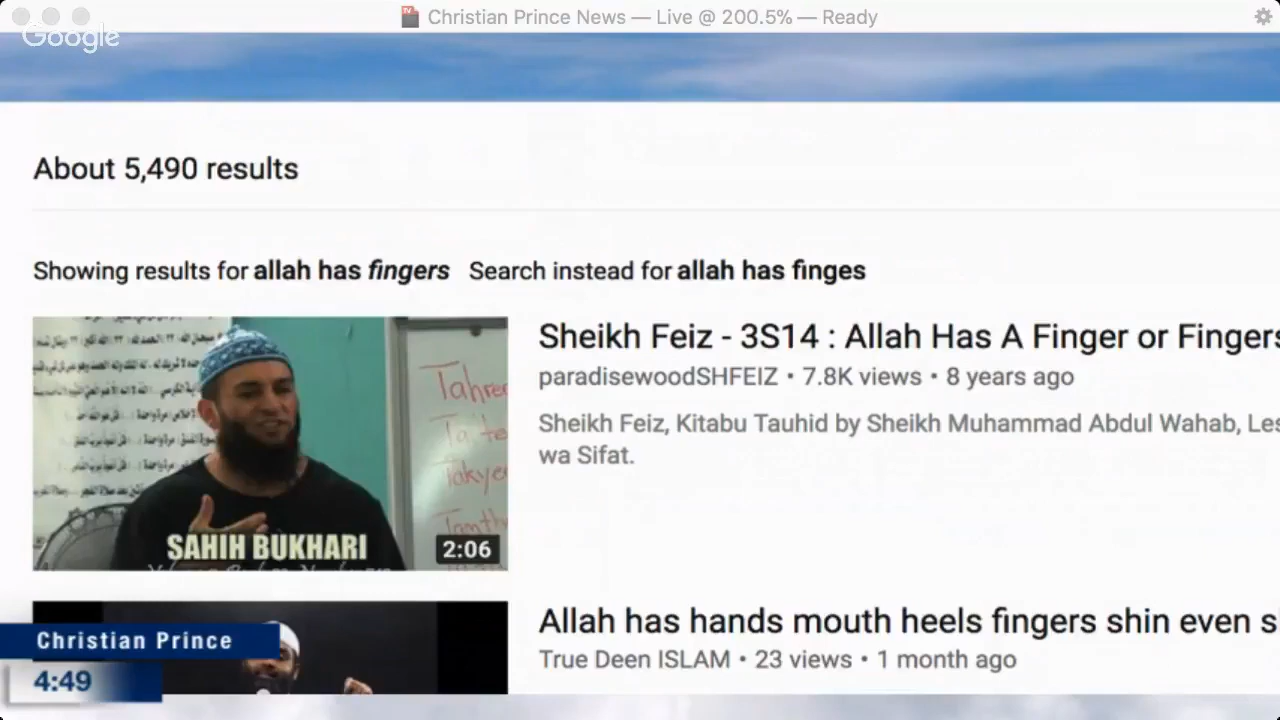 Christian Prince News — Live @ 200.5% — Ready
Google
About 5,490 results
Showing results for allah has fingers Search instead for allah has finges
Sheikh Feiz - 3S14 : Allah Has A Finger or Fingers
paradisewoodSHFEIZ • 7.8K views • 8 years ago
Sheikh Feiz, Kitabu Tauhid by Sheikh Muhammad Abdul Wahab, Les
wa Sifat.
SAHIH BUKHARI
2:06
Allah has hands mouth heels fingers shin even s
True Deen ISLAM • 23 views • 1 month ago
Christian Prince
4:49